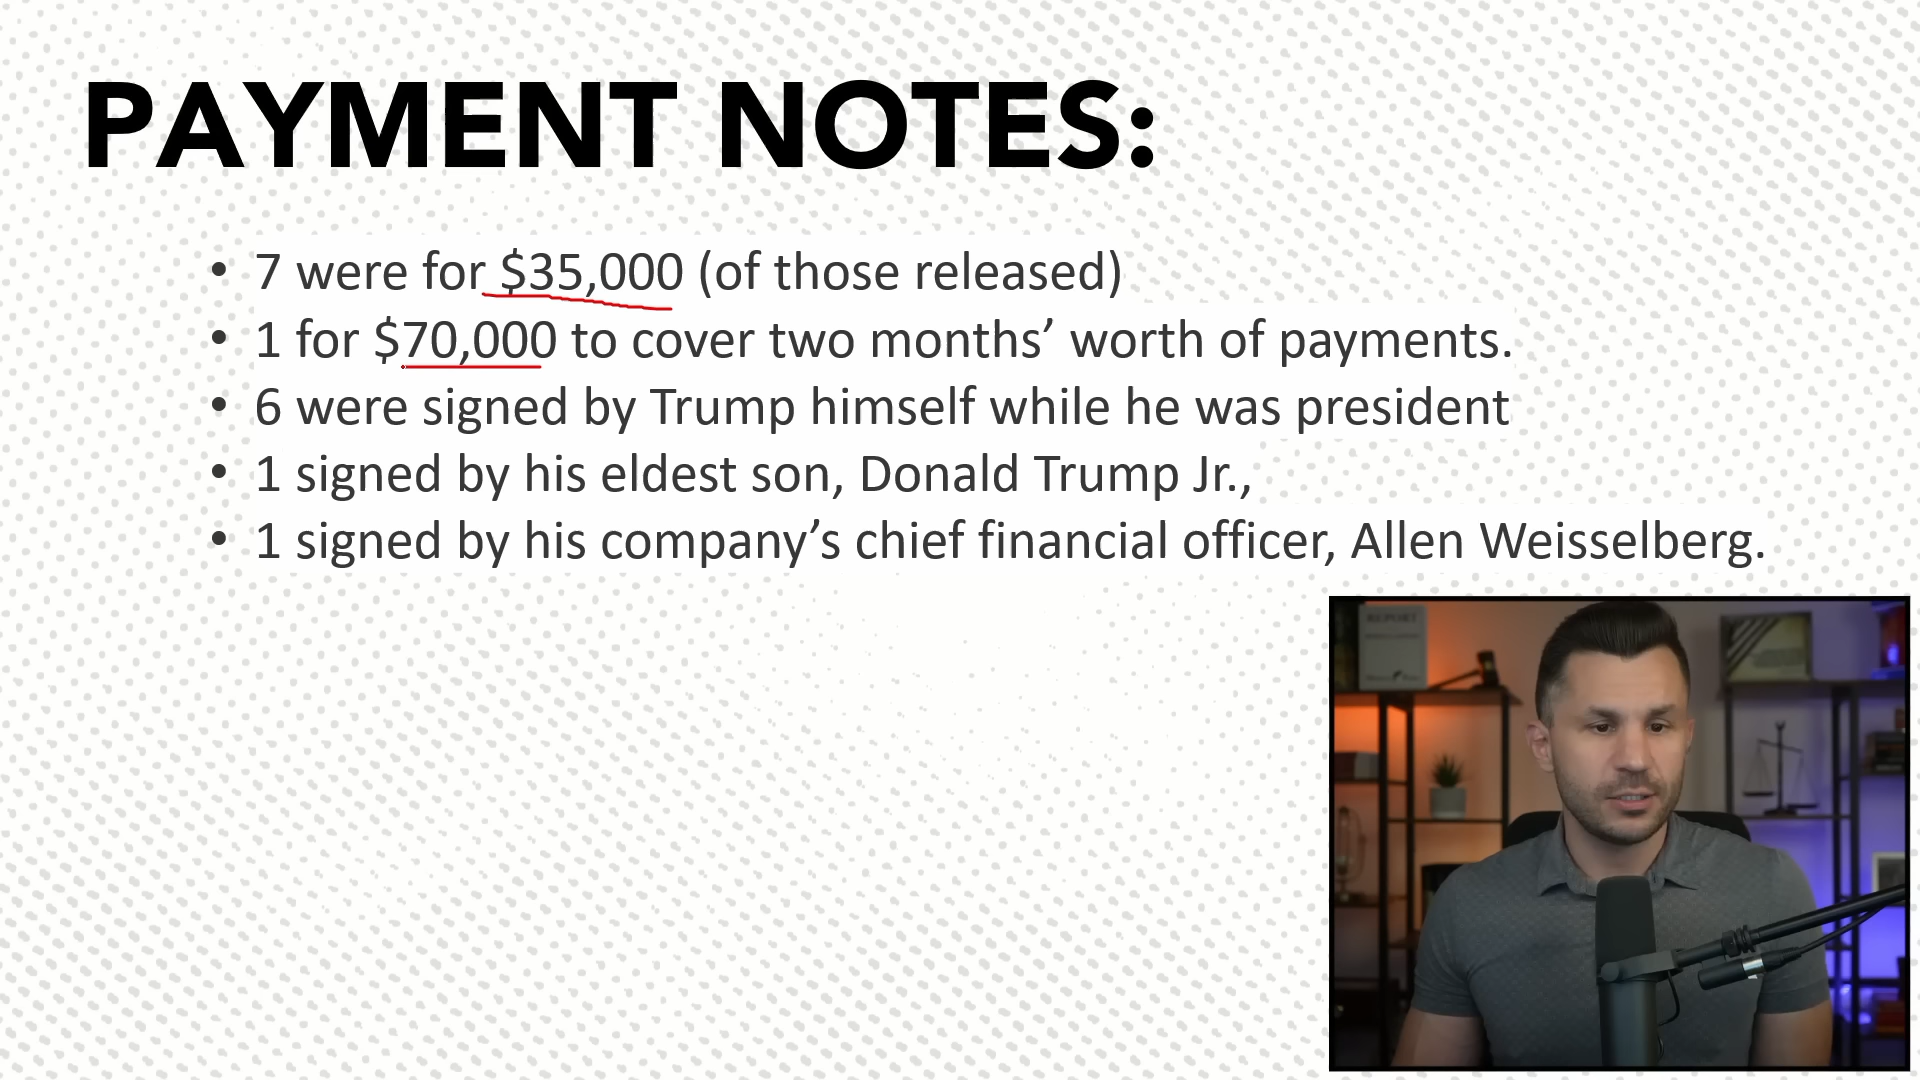 PAYMENT NOTES:
• 7 were for $35,000 (of those released)
• 1 for $70,000 to cover two months’ worth of payments.
• 6 were signed by Trump himself while he was president
• 1 signed by his eldest son, Donald Trump Jr.,
• 1 signed by his company’s chief financial officer, Allen Weisselberg.
REPORT